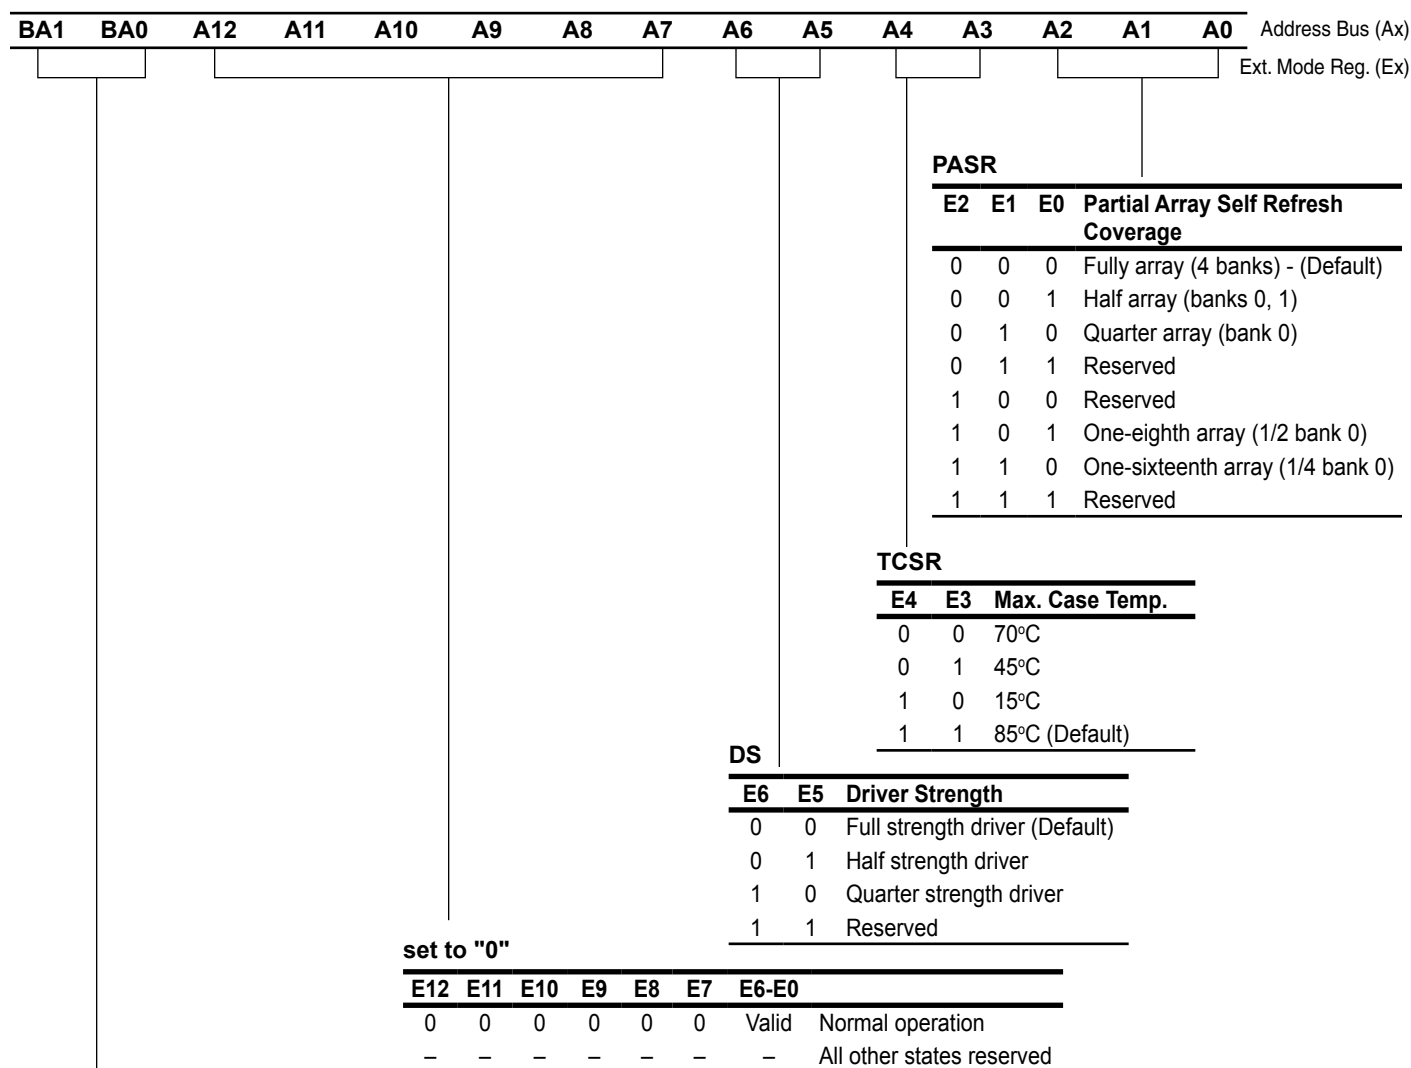 BA1 BA0 A12 A11 A10 A9 A8 A7 A6 A5 A4 A3 A2 A1 A0 Address Bus (Ax)
Ext. Mode Reg. (Ex)
PASR
E2 E1 E0 Partial Array Self Refresh
Coverage
0 0 0 Fully array (4 banks) - (Default)
0 0 1 Half array (banks 0, 1)
0 1 0 Quarter array (bank 0)
0 1 1 Reserved
1 0 0 Reserved
1 0 1 One-eighth array (1/2 bank 0)
1 1 0 One-sixteenth array (1/4 bank 0)
1 1 1 Reserved
TCSR
E4 E3 Max. Case Temp.
0 0 70°C
0 1 45°C
1 0 15°C
1 1 85°C (Default)
DS
E6 E5 Driver Strength
0 0 Full strength driver (Default)
0 1 Half strength driver
1 0 Quarter strength driver
1 1 Reserved
set to "0"
E12 E11 E10 E9 E8 E7 E6-E0
0 0 0 0 0 0 Valid Normal operation
– – – – – – – All other states reserved